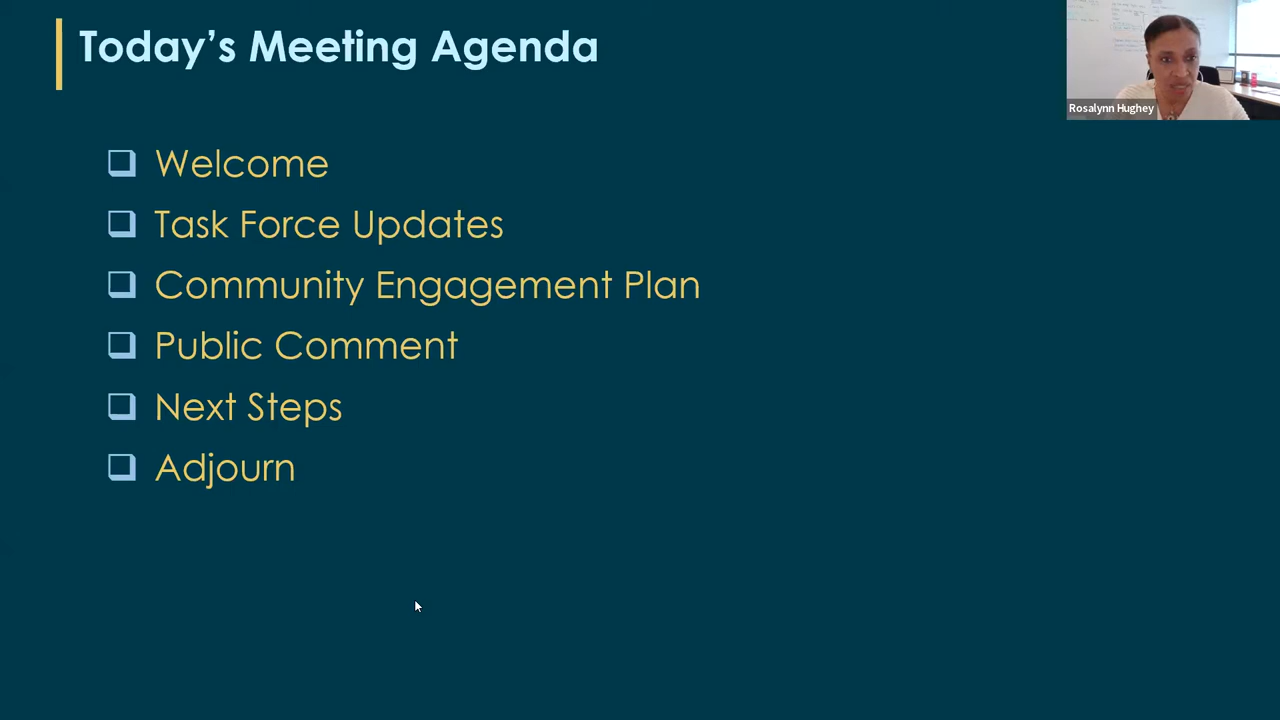 Today's Meeting Agenda
Rosalynn Hughey
Welcome
Task Force Updates
Community Engagement Plan
Public Comment
Next Steps
Adjourn